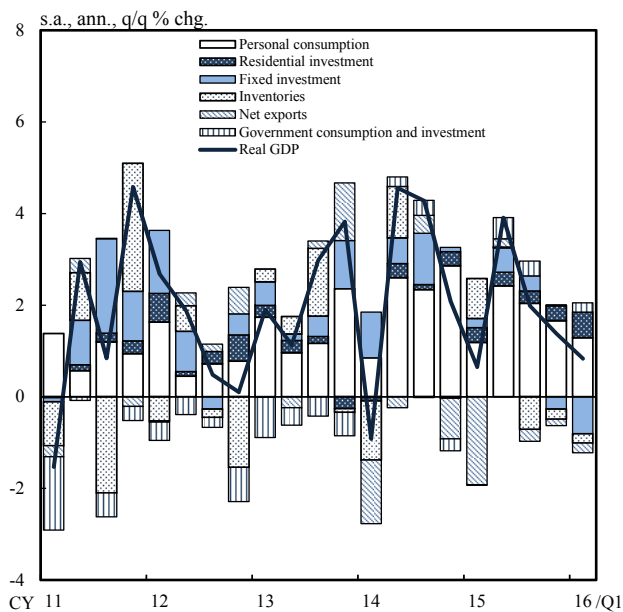 s.a., ann., q/q % chg.
8
Personal consumption
Residential investment
Fixed investment
Inventories
Net exports
Government consumption and investment
Real GDP
6
4
2
0
-2
-4
CY 11 12 13 14 15 16 /Q1